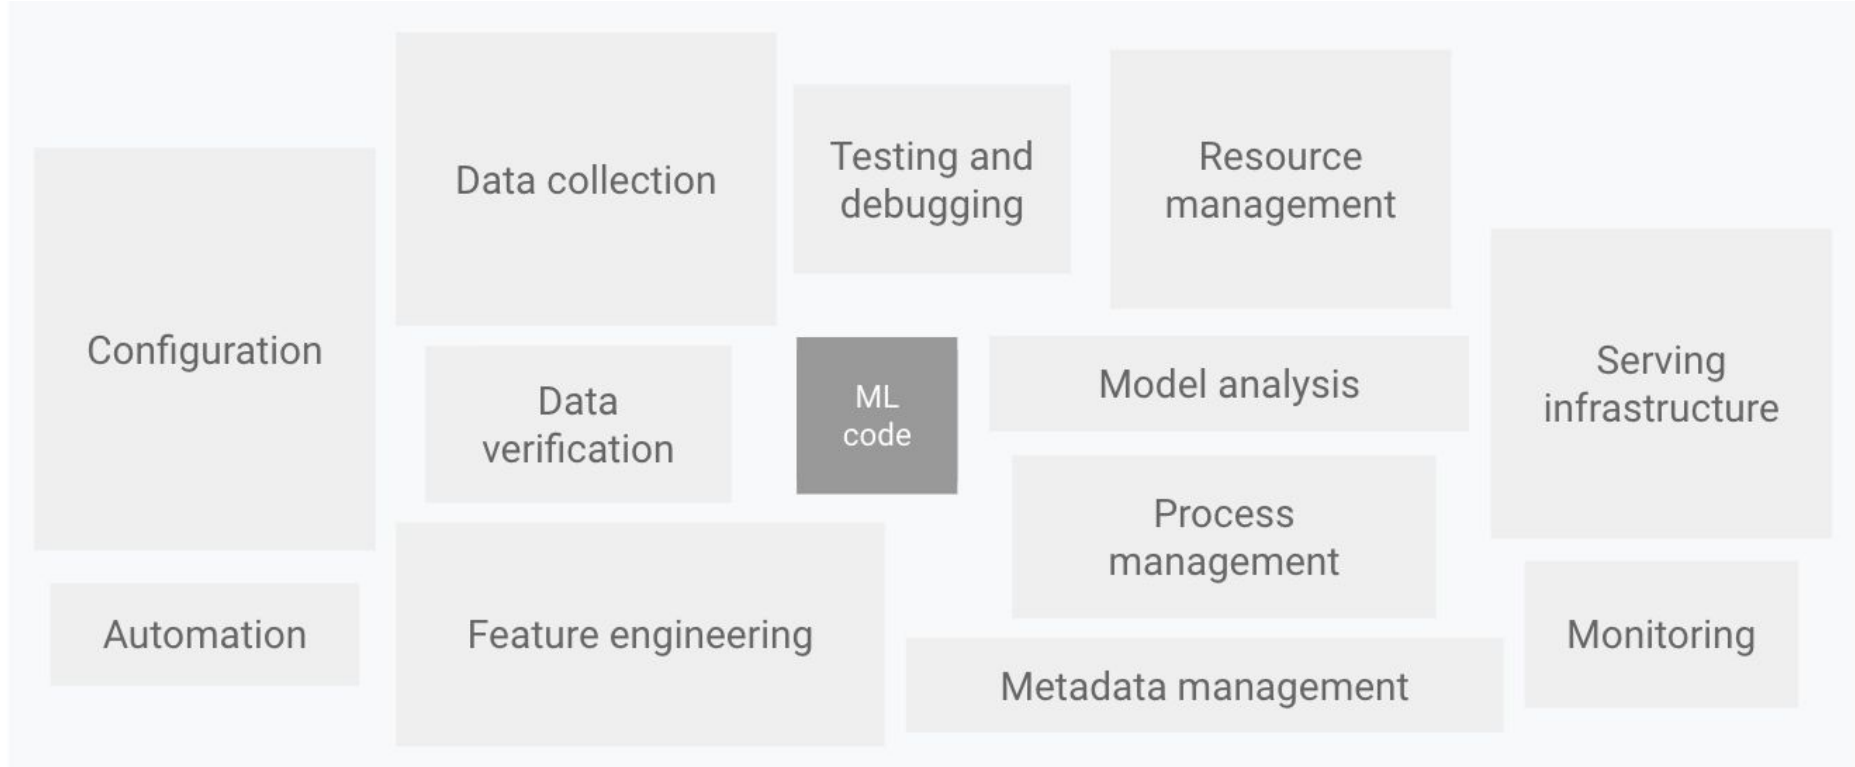 Data collection
Testing and
debugging
Resource
management
Configuration
Data
verification
ML
code
Model analysis
Serving
infrastructure
Process
management
Automation
Feature engineering
Metadata management
Monitoring